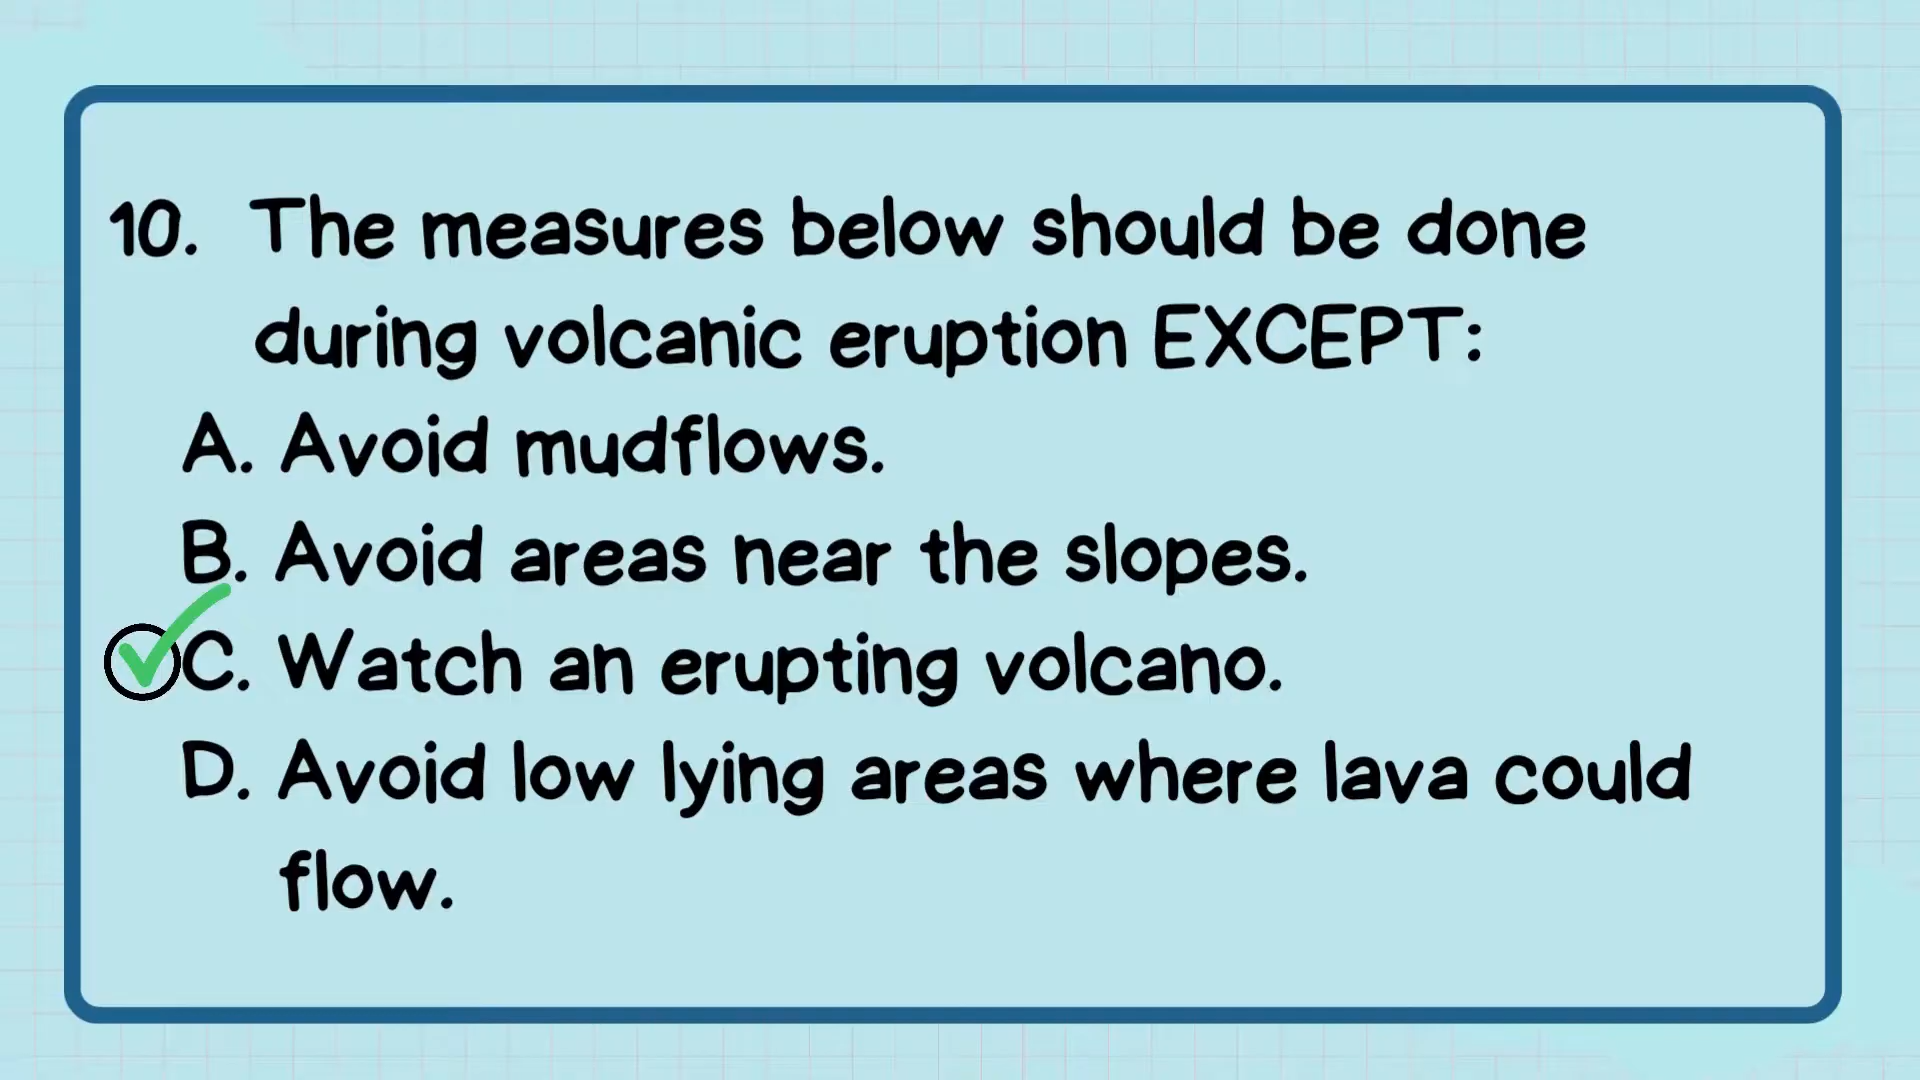 10. The measures below should be done
during volcanic eruption EXCEPT:
A. Avoid mudflows.
B. Avoid areas near the slopes.
C. Watch an erupting volcano.
D. Avoid low lying areas where lava could
flow.